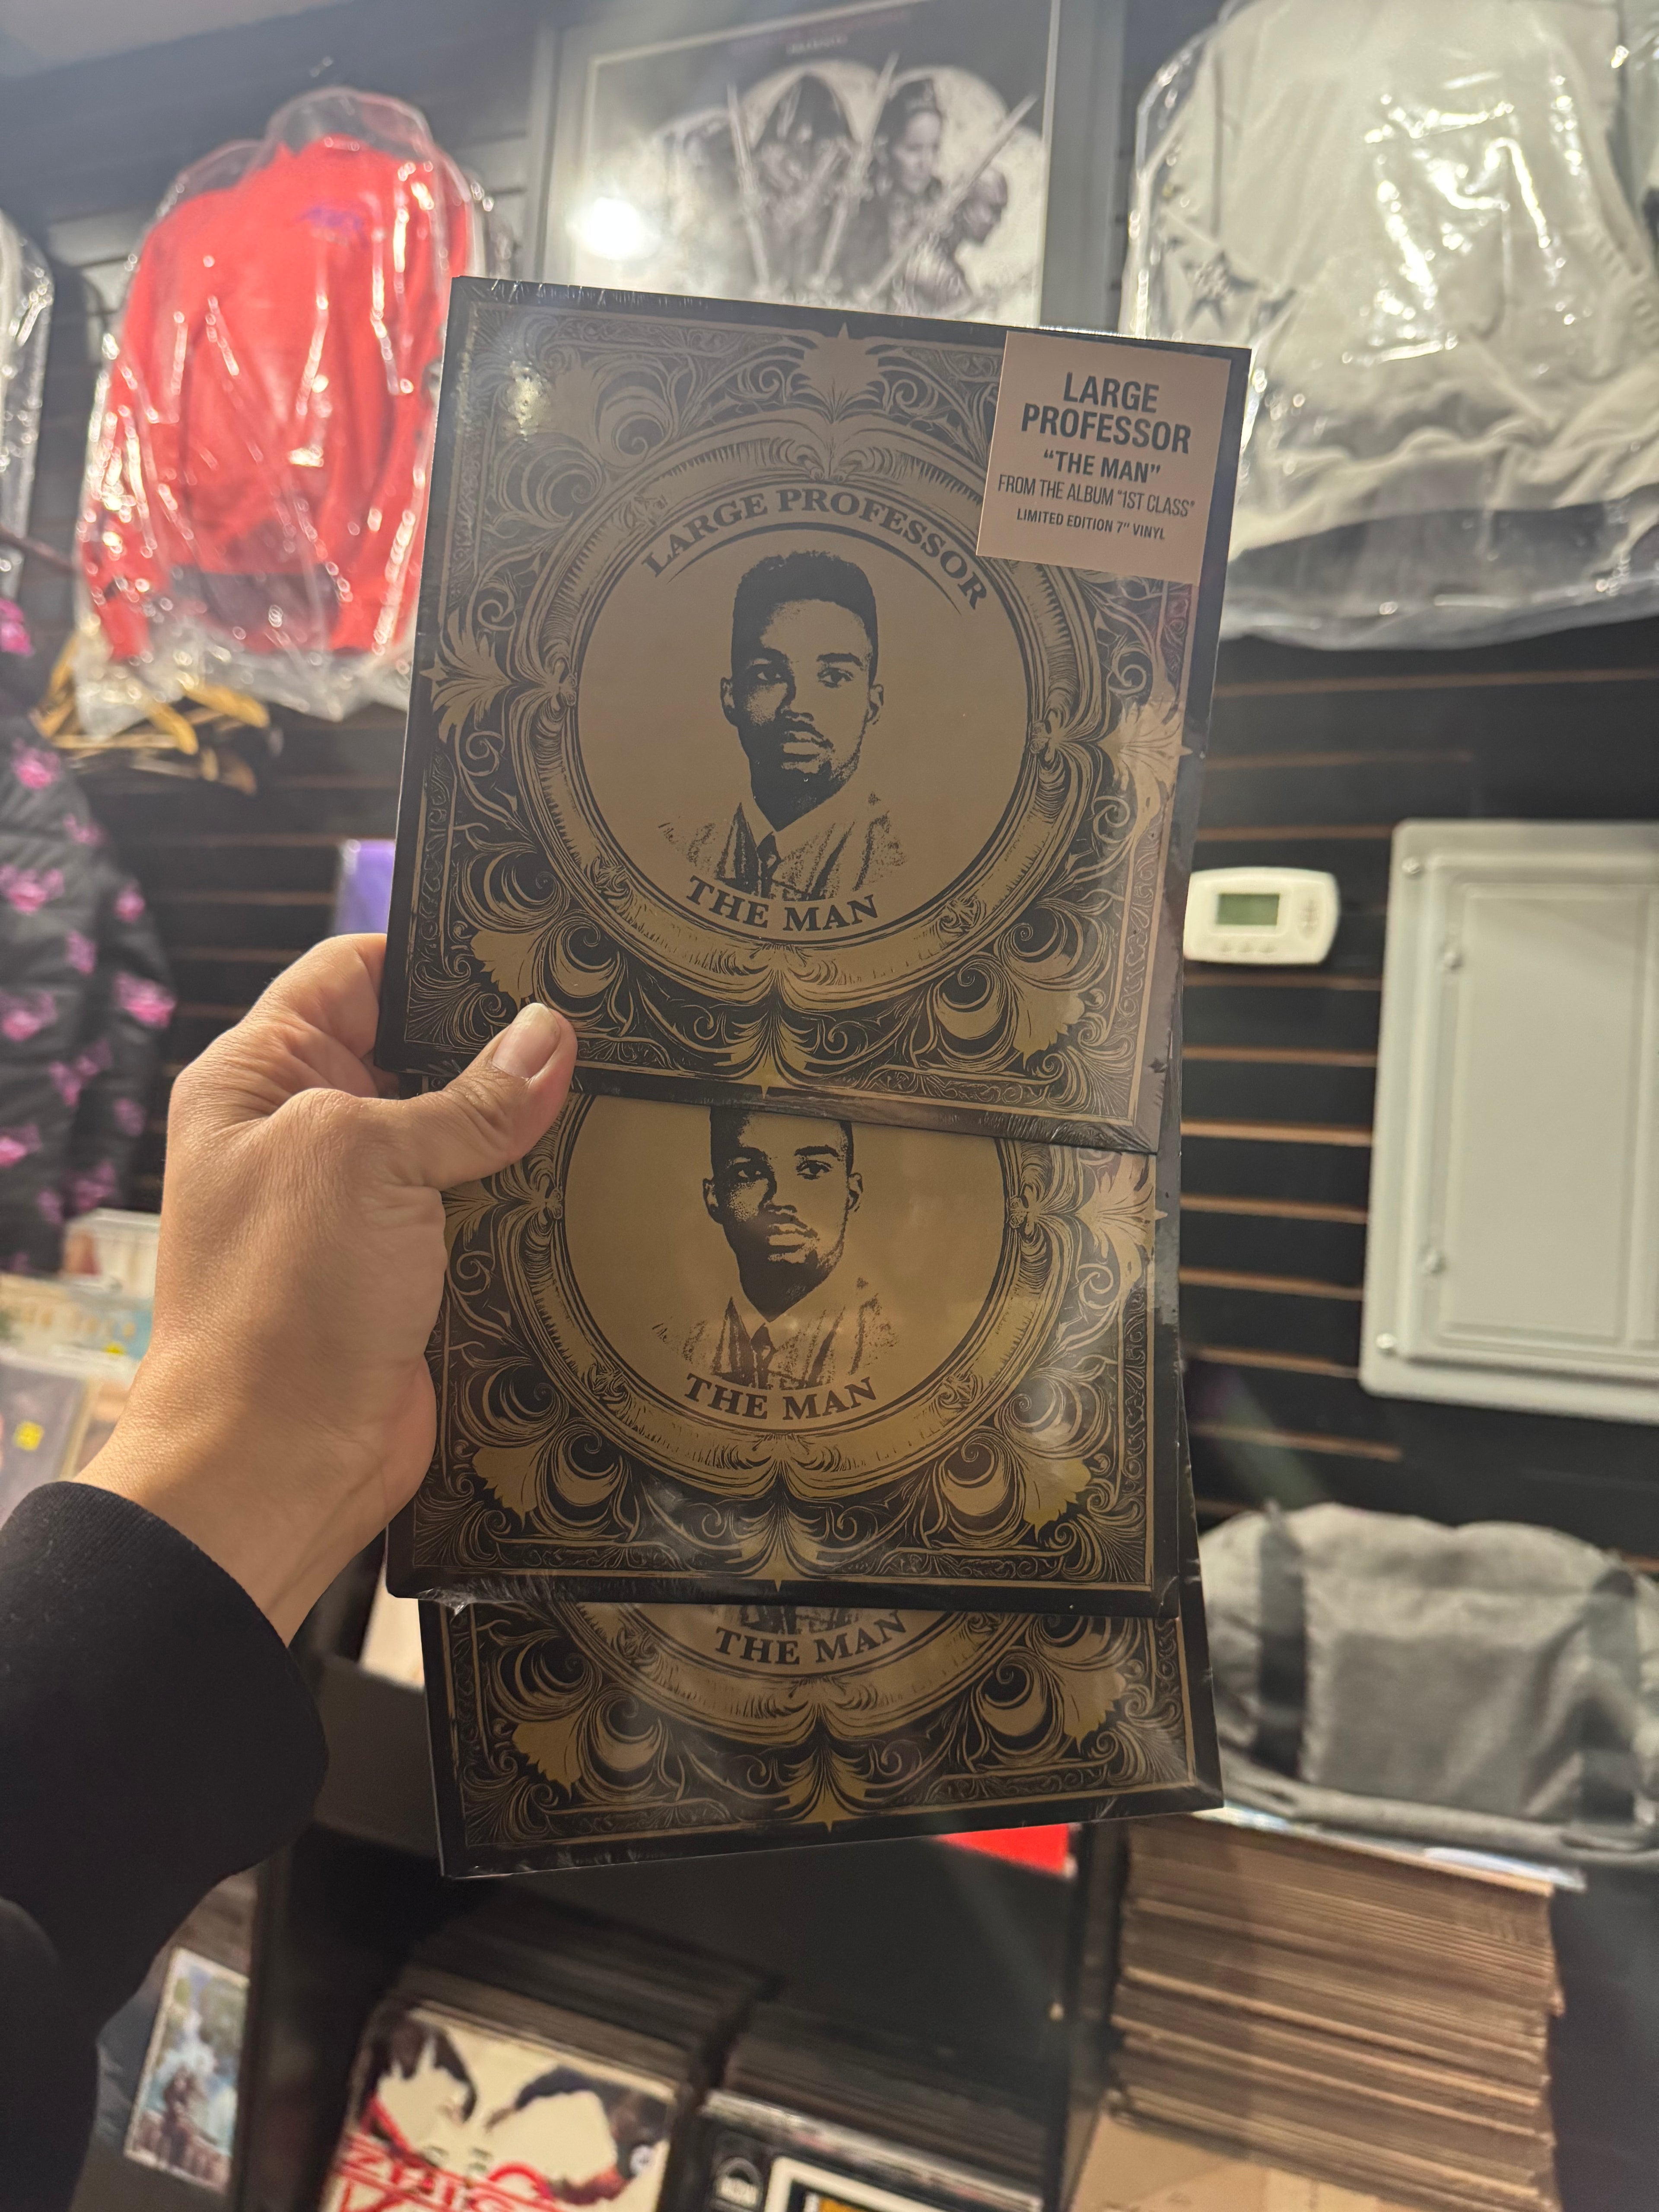 LARGE
PROFESSOR
"THE MAN"
FROM THE ALBUM "1ST CLASS"
LIMITED EDITION 7" VINYL
LARGE PROFESSOR
THE MAN
THE MAN
THE MAN